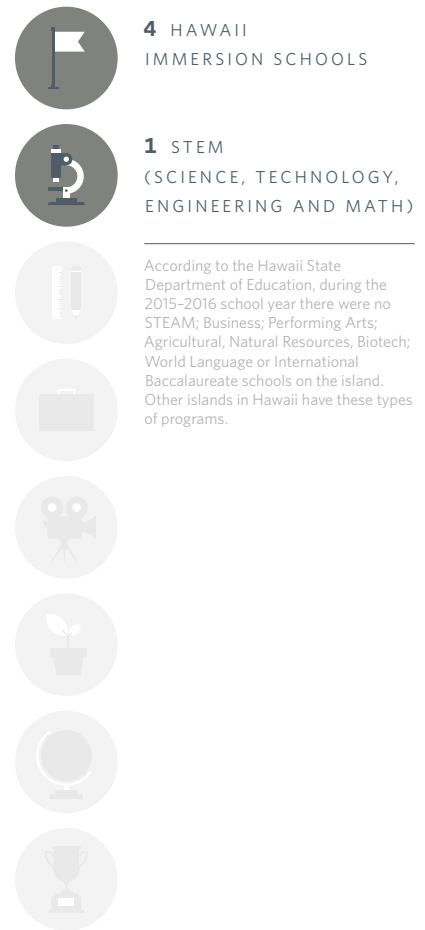 4 HAWAII
IMMERSION SCHOOLS
1 STEM
(SCIENCE, TECHNOLOGY,
ENGINEERING AND MATH)
According to the Hawaii State
Department of Education, during the
2015–2016 school year there were no
STEAM; Business; Performing Arts;
Agricultural, Natural Resources, Biotech;
World Language or International
Baccalaureate schools on the island.
Other islands in Hawaii have these types
of programs.